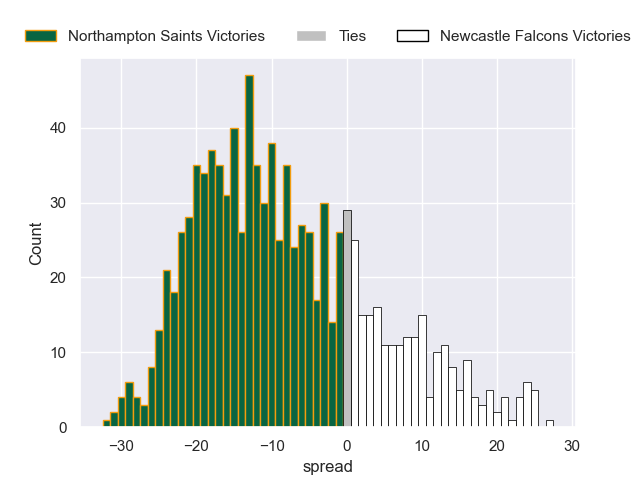 Northampton Saints Victories Ties Newcastle Falcons Victories
40
30
20
10
0
Count
−30 −20 −10 0 10 20 30
spread